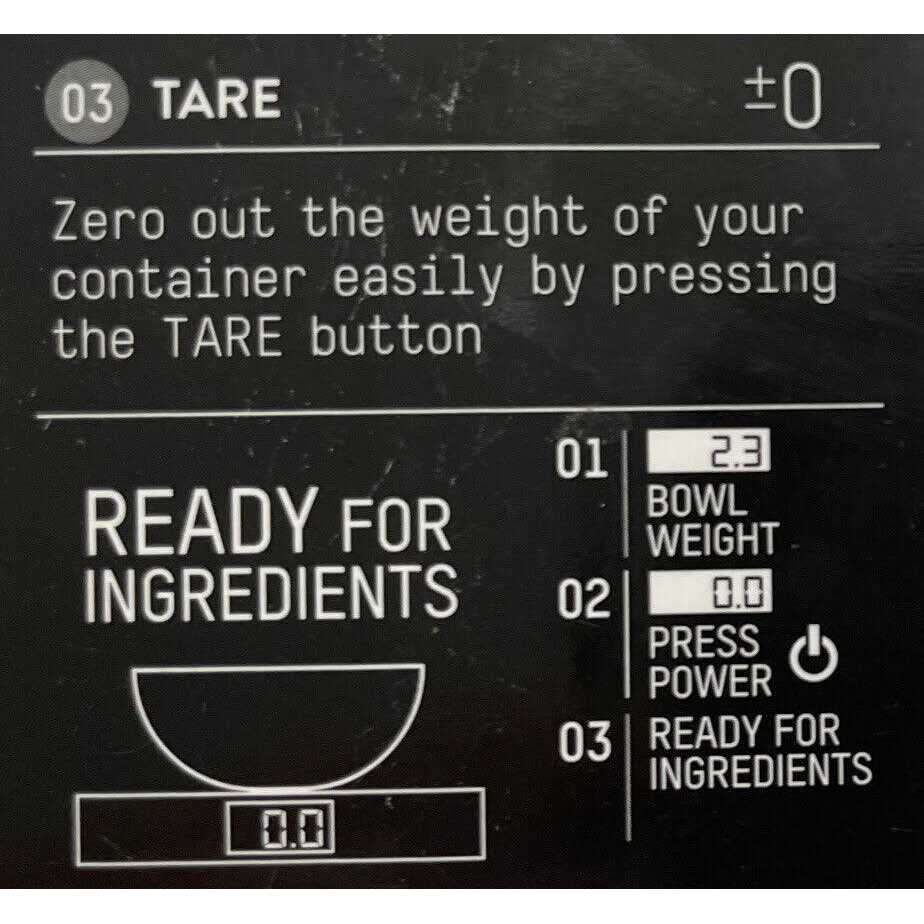 03 TARE ±0
Zero out the weight of your
container easily by pressing
the TARE button
READY FOR
INGREDIENTS
0.0
01 2.3
BOWL
WEIGHT
02 0.0
PRESS
POWER
03 READY FOR
INGREDIENTS